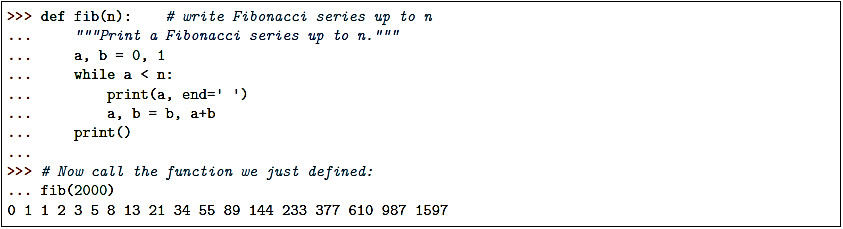 >>> def fib(n):    # write Fibonacci series up to n
...     """Print a Fibonacci series up to n."""
...     a, b = 0, 1
...     while a < n:
...         print(a, end=' ')
...         a, b = b, a+b
...     print()
...
>>> # Now call the function we just defined:
... fib(2000)
0 1 1 2 3 5 8 13 21 34 55 89 144 233 377 610 987 1597